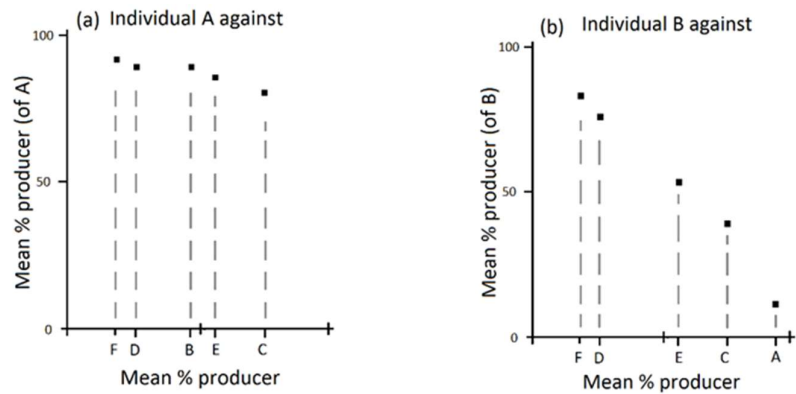 (a) Individual A against
100
50
0
Mean % producer (of A)
F D B E C
Mean % producer
(b) Individual B against
100
50
0
Mean % producer (of B)
F D E C A
Mean % producer